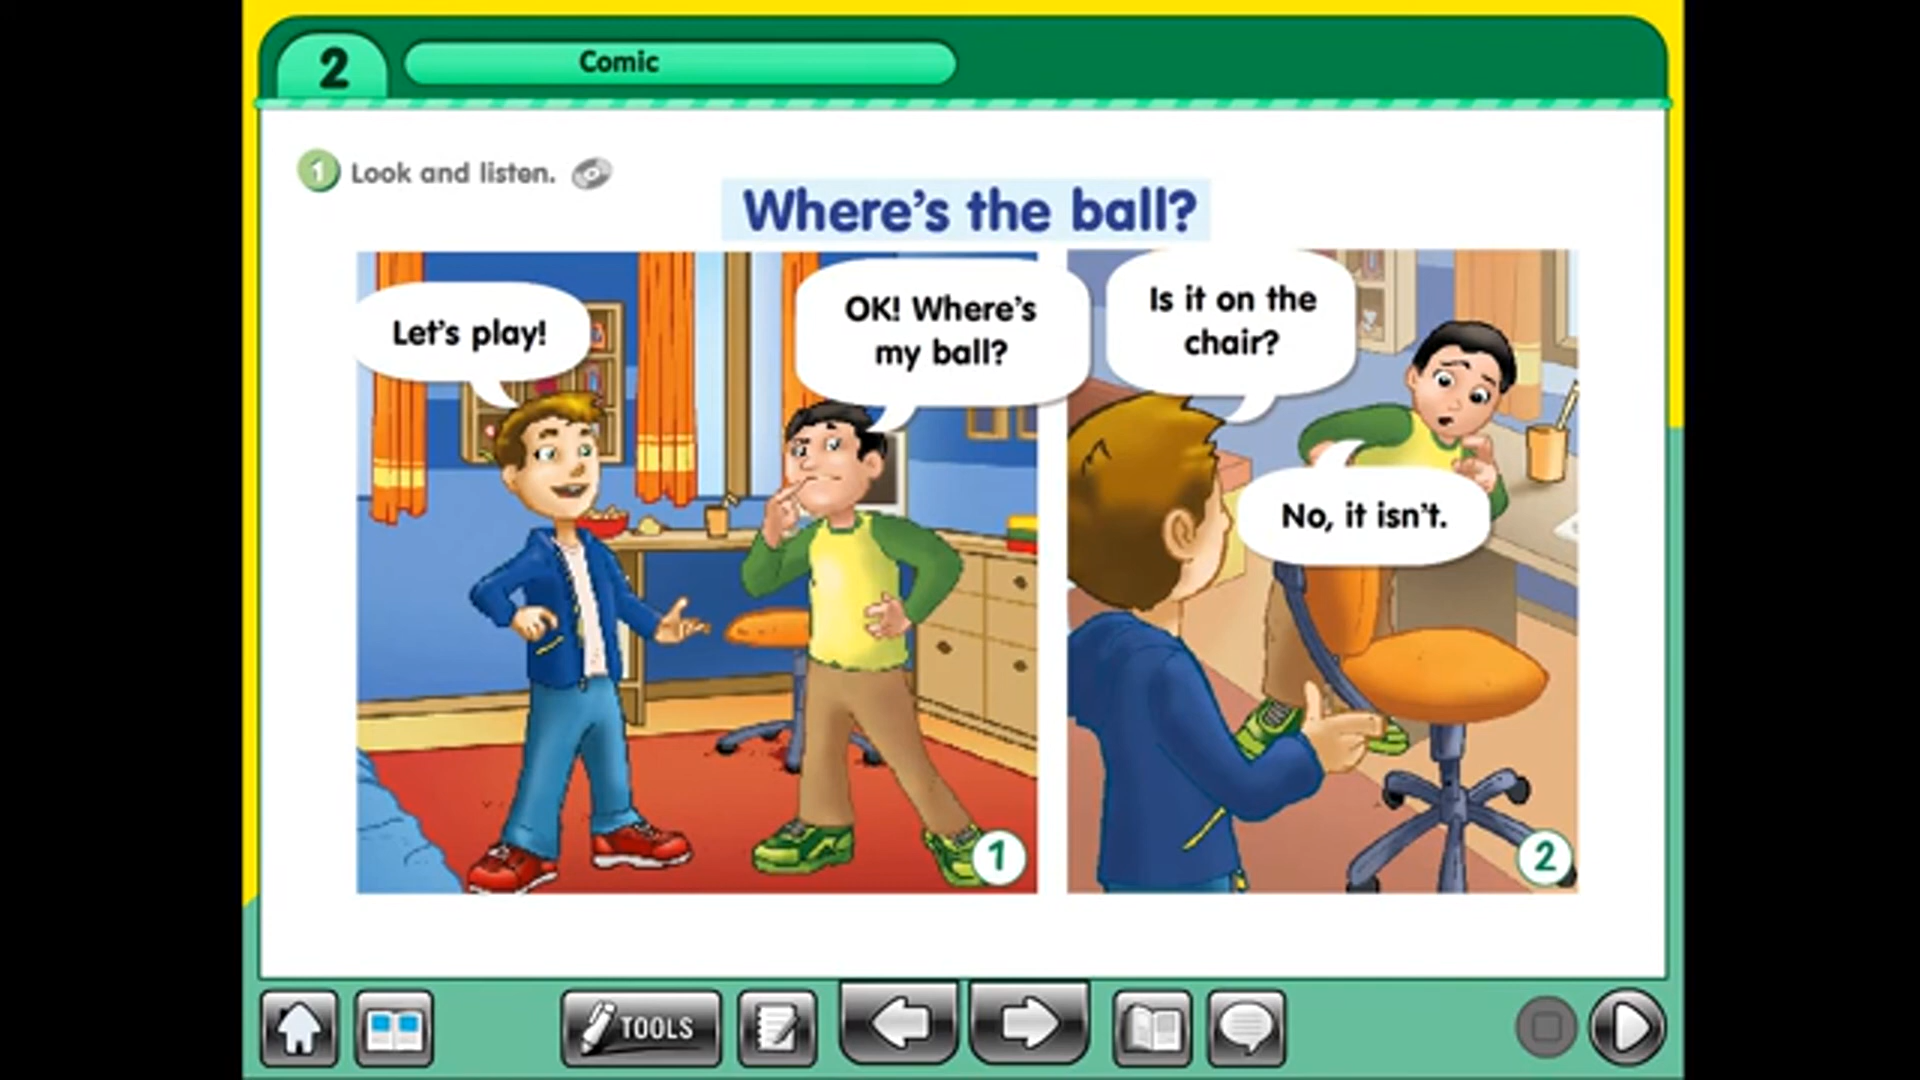 2
Comic
1 Look and listen.
Where's the ball?
Let's play!
OK! Where's
my ball?
Is it on the
chair?
No, it isn't.
1
2
TOOLS